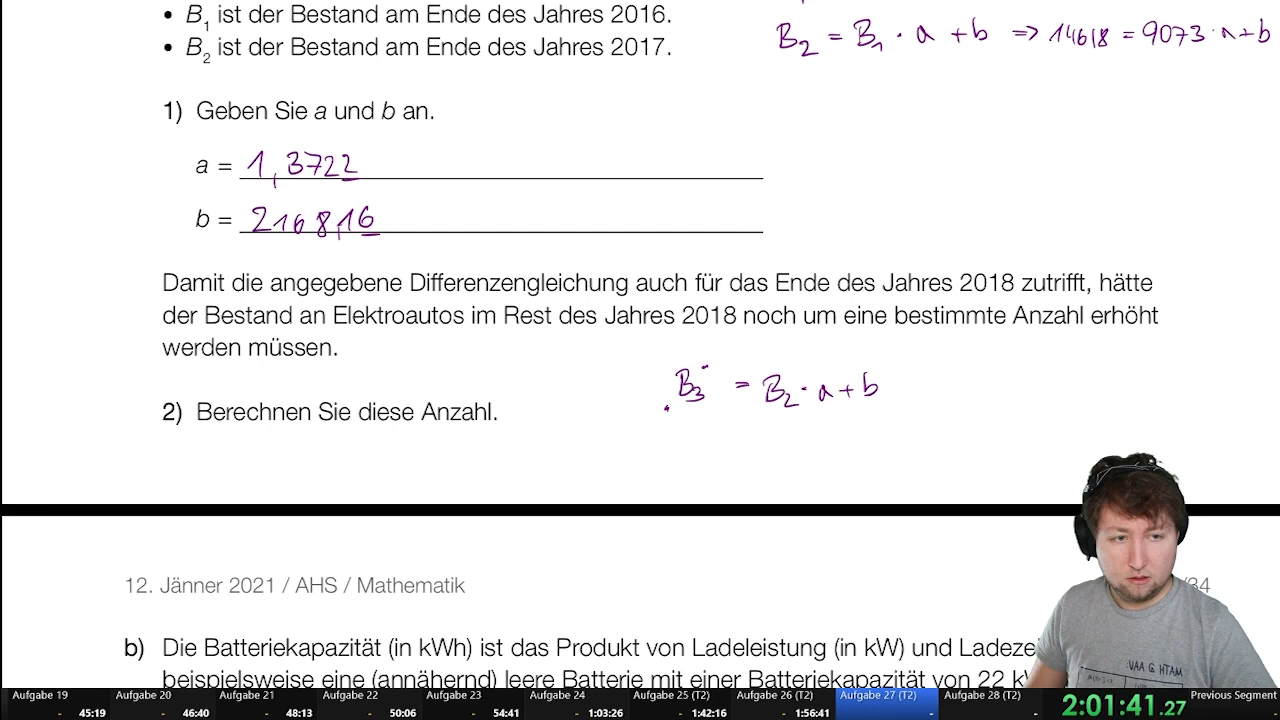 • B₁ ist der Bestand am Ende des Jahres 2016.
• B₂ ist der Bestand am Ende des Jahres 2017.
B₂ = B₁ · a + b ⇒ 14618 = 9073 · a + b
1) Geben Sie a und b an.
a = 1,3722
b = 2168,16
Damit die angegebene Differenzengleichung auch für das Ende des Jahres 2018 zutrifft, hätte
der Bestand an Elektroautos im Rest des Jahres 2018 noch um eine bestimmte Anzahl erhöht
werden müssen.
B₃ = B₂ · a + b
2) Berechnen Sie diese Anzahl.
12. Jänner 2021 / AHS / Mathematik
/34
b) Die Batteriekapazität (in kWh) ist das Produkt von Ladeleistung (in kW) und Ladeze
beispielsweise eine (annähernd) leere Batterie mit einer Batteriekapazität von 22 k
Aufgabe 19 Aufgabe 20 Aufgabe 21 Aufgabe 22 Aufgabe 23 Aufgabe 24 Aufgabe 25 (T2) Aufgabe 26 (T2) Aufgabe 27 (T2) Aufgabe 28 (T2) 2:01:41.27 Previous Segment
- 45:19 - 46:40 - 48:13 - 50:06 - 54:41 - 1:03:26 - 1:42:16 - 1:56:41 - - -